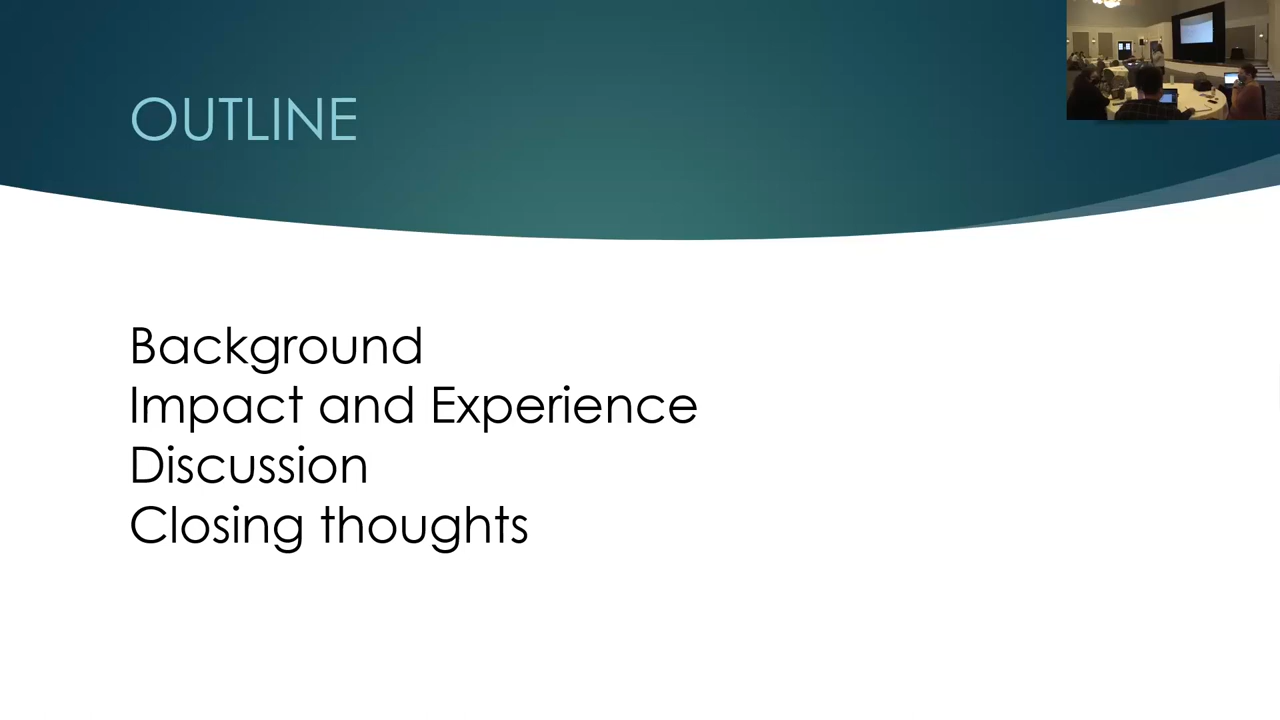 OUTLINE
Background
Impact and Experience
Discussion
Closing thoughts